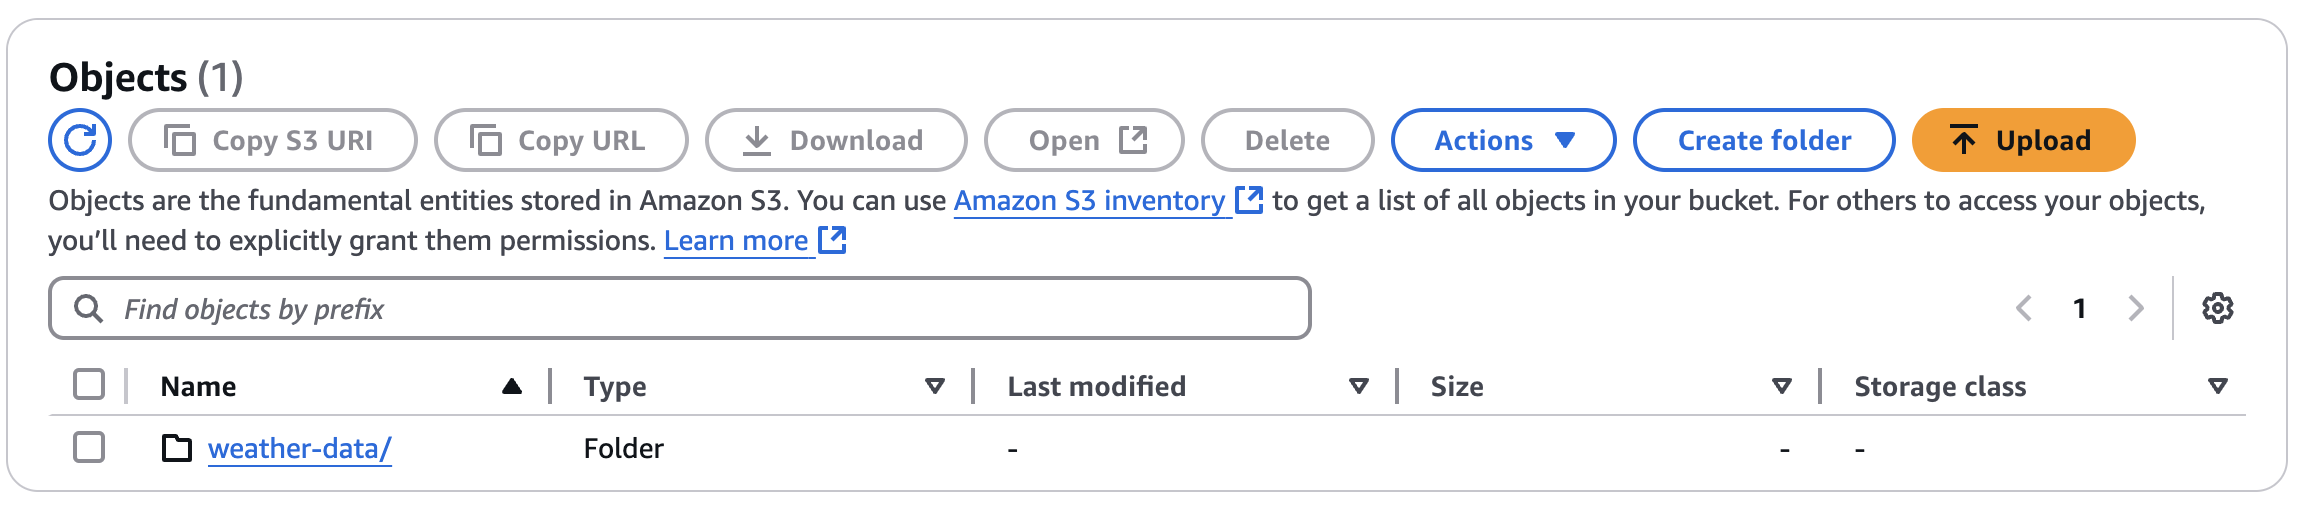 Objects (1)
Copy S3 URI Copy URL Download Open Delete Actions Create folder Upload
Objects are the fundamental entities stored in Amazon S3. You can use Amazon S3 inventory to get a list of all objects in your bucket. For others to access your objects,
you’ll need to explicitly grant them permissions. Learn more
Find objects by prefix 1
Name Type Last modified Size Storage class
weather-data/ Folder - - -